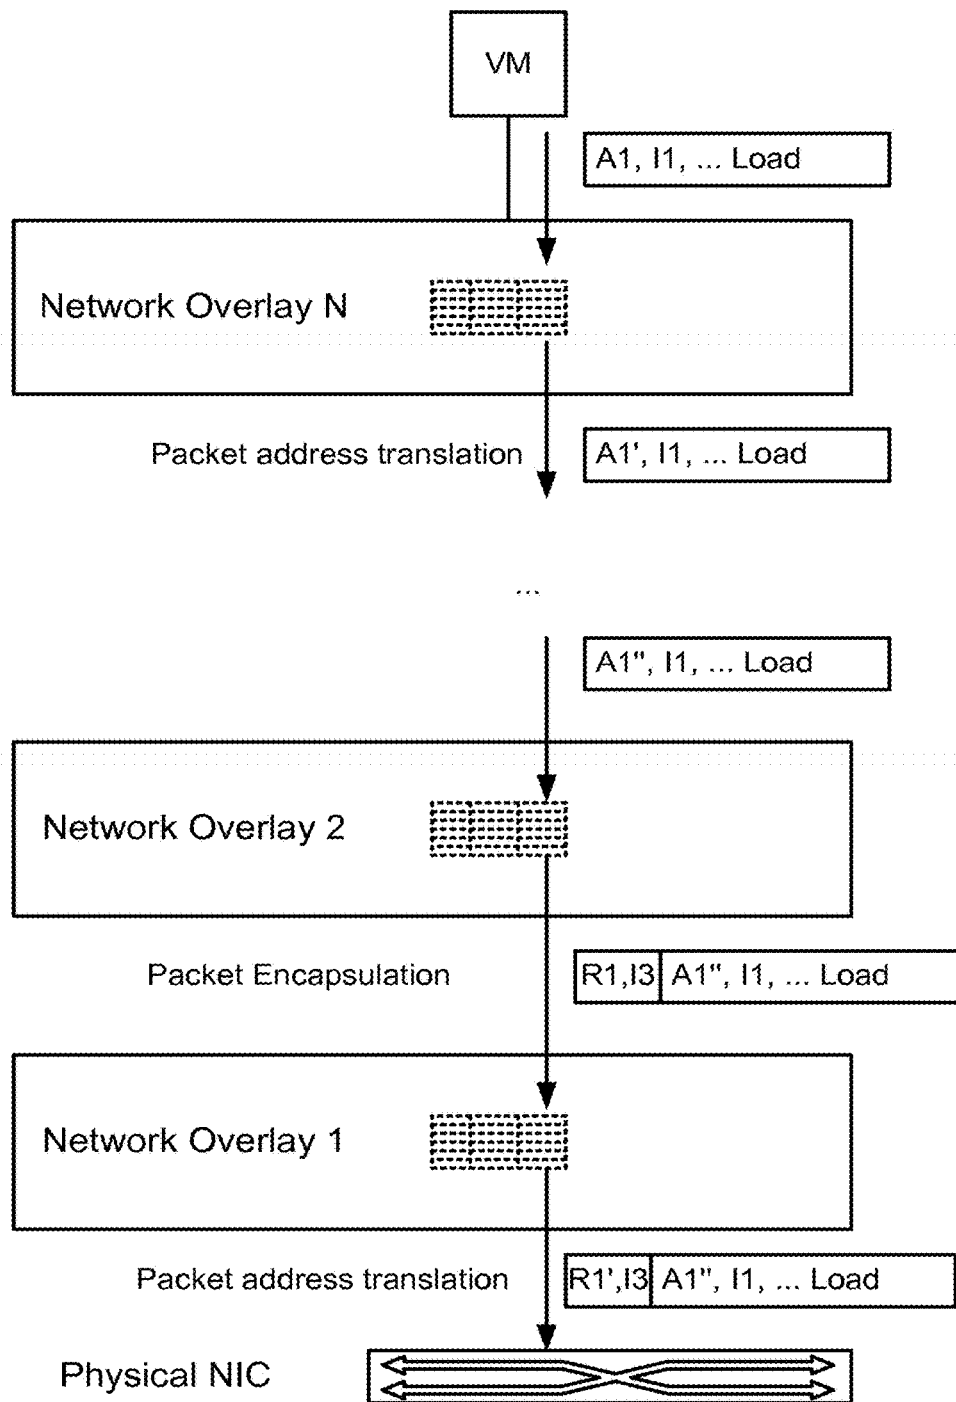 VM
A1, I1, ... Load
Network Overlay N
Packet address translation
A1', I1, ... Load
...
A1", I1, ... Load
Network Overlay 2
Packet Encapsulation
R1,I3 A1", I1, ... Load
Network Overlay 1
Packet address translation
R1',I3 A1", I1, ... Load
Physical NIC